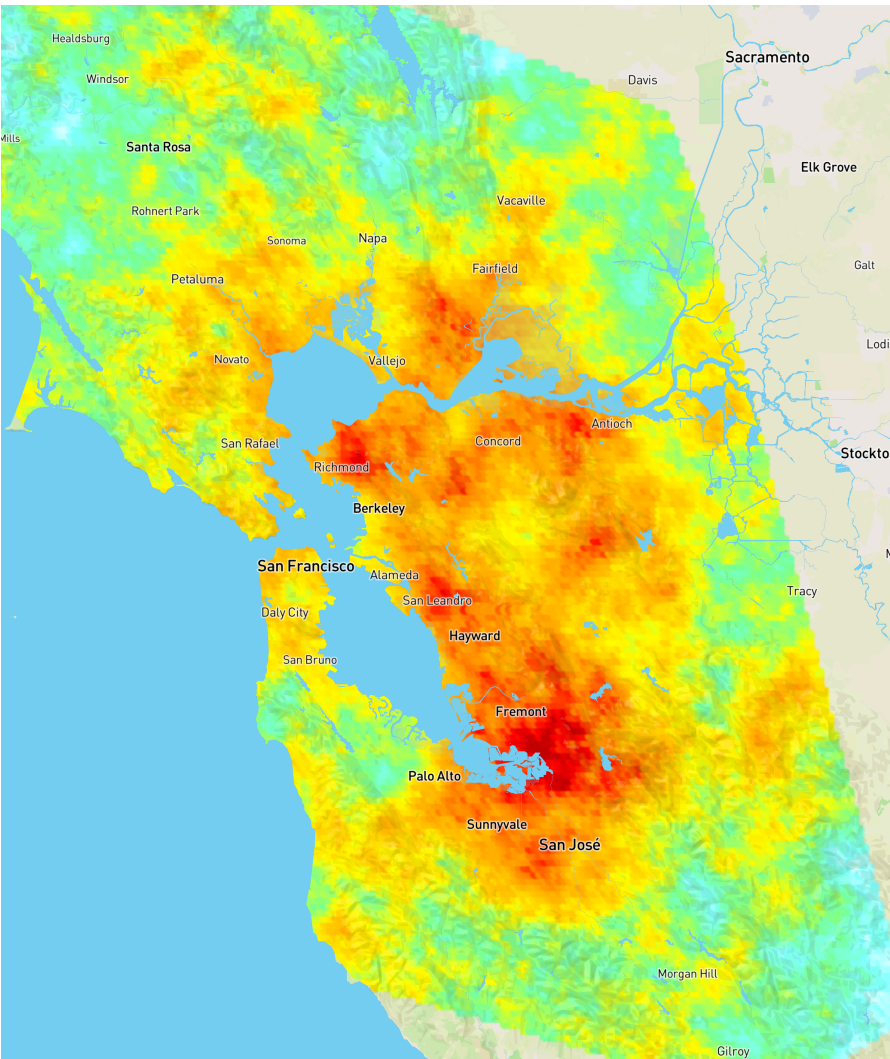 Healdsburg
Sacramento
Windsor
Davis
Mills
Santa Rosa
Elk Grove
Vacaville
Rohnert Park
Napa
Sonoma
Galt
Fairfield
Petaluma
Lodi
Novato
Vallejo
Antioch
San Rafael
Concord
Stockto
Richmond
Berkeley
San Francisco
Alameda
Tracy
San Leandro
Daly City
Hayward
San Bruno
Fremont
Palo Alto
Sunnyvale
San José
Morgan Hill
Gilroy